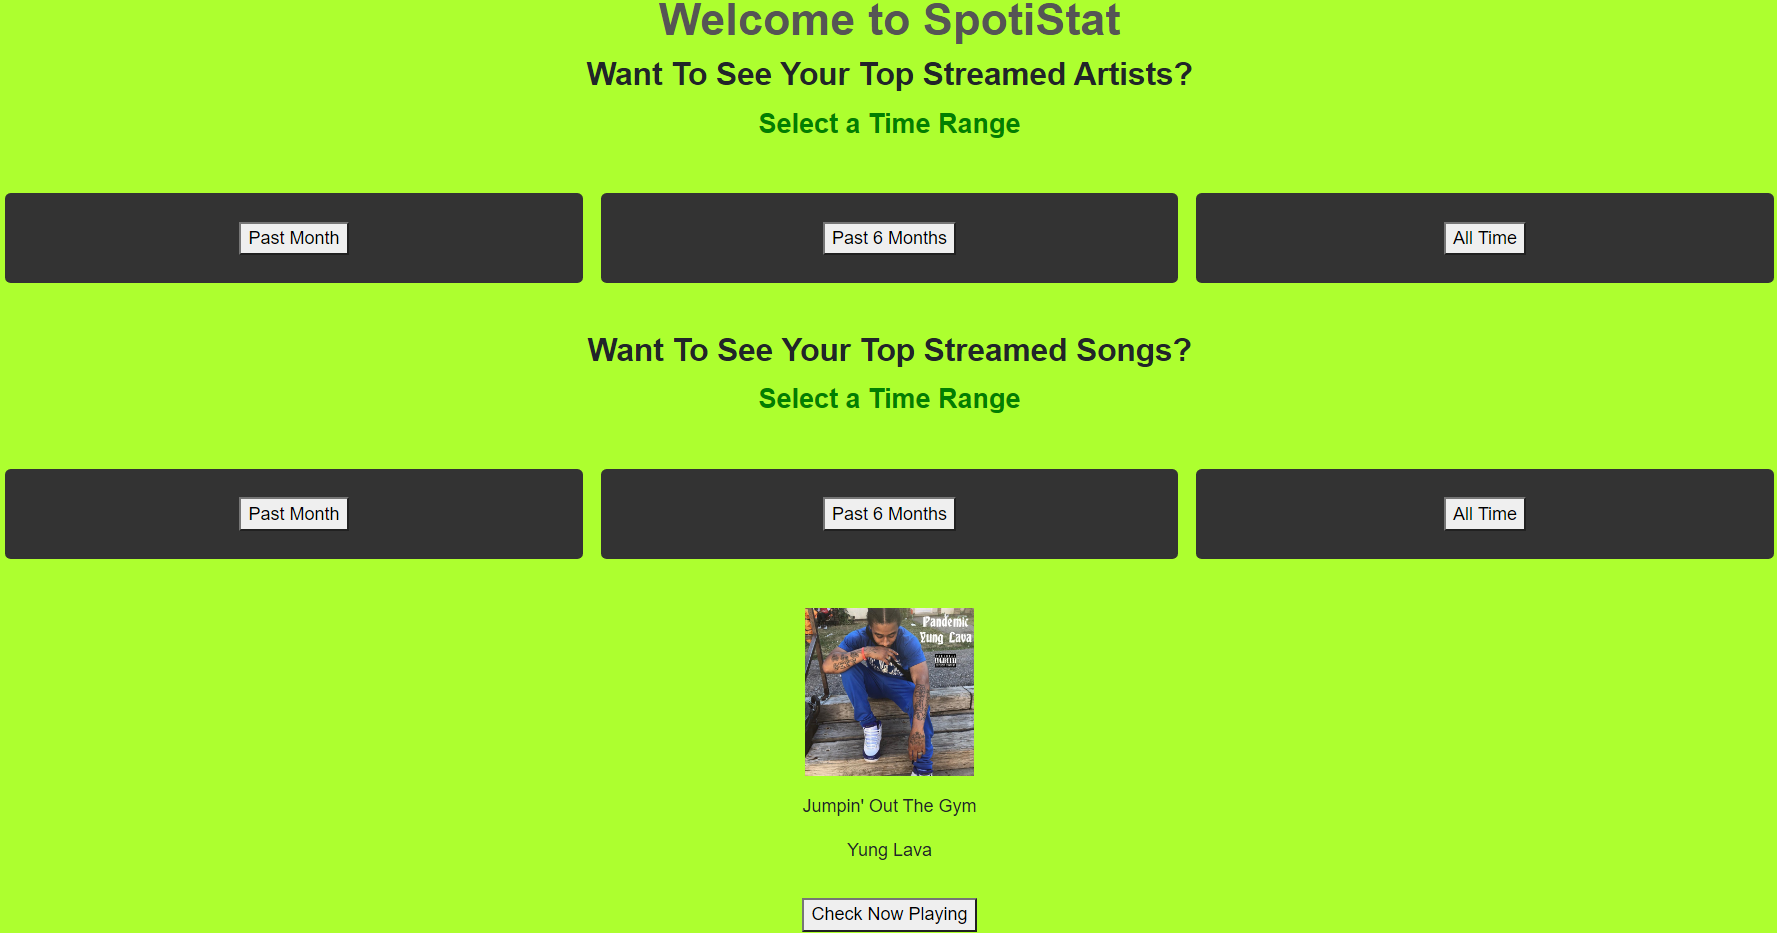 Welcome to SpotiStat
Want To See Your Top Streamed Artists?
Select a Time Range
Past Month
Past 6 Months
All Time
Want To See Your Top Streamed Songs?
Select a Time Range
Past Month
Past 6 Months
All Time
Pandemic
Yung Lava
Jumpin' Out The Gym
Yung Lava
Check Now Playing